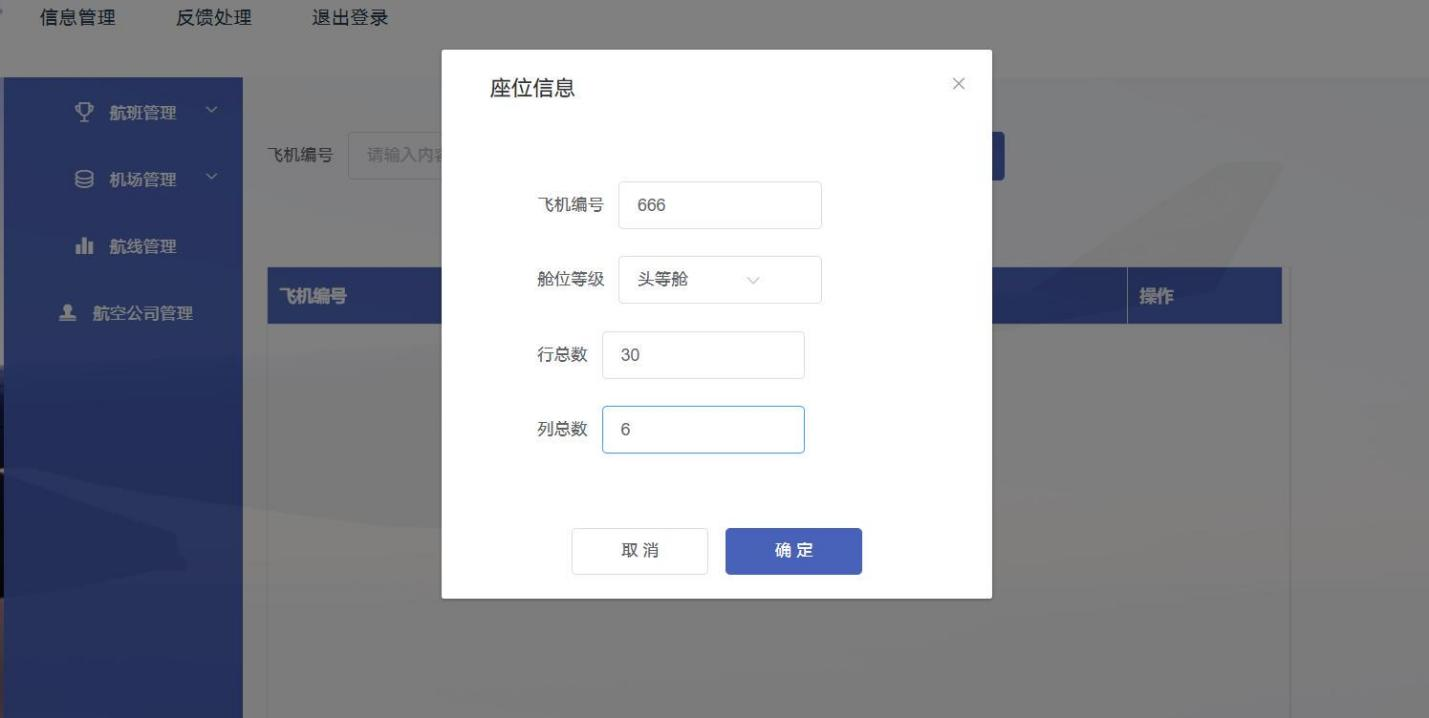 信息管理 反馈处理 退出登录
座位信息
航班管理
机场管理
航线管理
航空公司管理
飞机编号 请输入内容
飞机编号 操作
飞机编号 666
舱位等级 头等舱
行总数 30
列总数 6
取消 确定